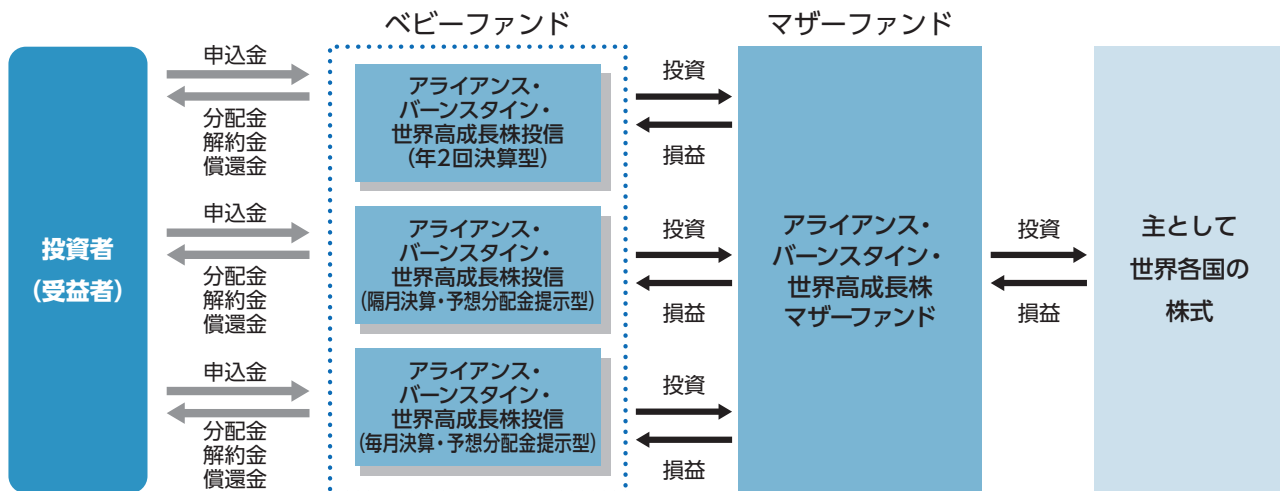 ベビーファンド
マザーファンド
投資者
（受益者）
申込金
分配金
解約金
償還金
アライアンス・
バーンスタイン・
世界高成長株投信
（年2回決算型）
投資
損益
申込金
分配金
解約金
償還金
アライアンス・
バーンスタイン・
世界高成長株投信
（隔月決算・予想分配金提示型）
投資
損益
申込金
分配金
解約金
償還金
アライアンス・
バーンスタイン・
世界高成長株投信
（毎月決算・予想分配金提示型）
投資
損益
アライアンス・
バーンスタイン・
世界高成長株
マザーファンド
投資
損益
主として
世界各国の
株式